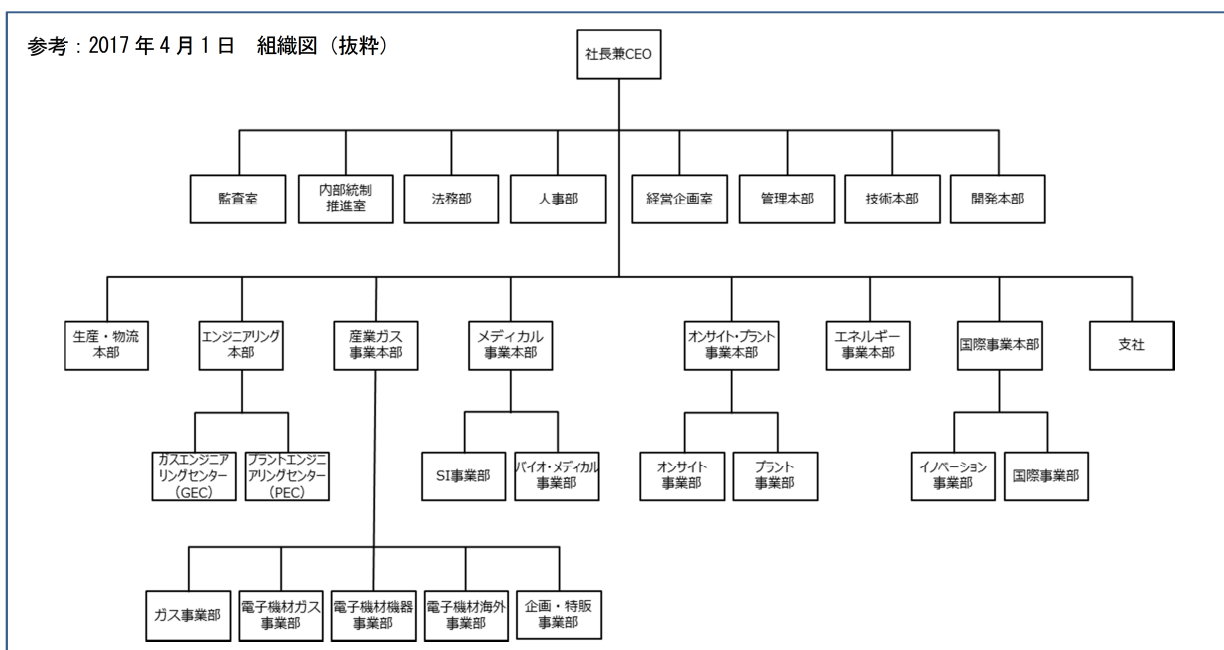 参考：2017年4月1日　組織図（抜粋）
社長兼CEO
監査室
内部統制
推進室
法務部
人事部
経営企画室
管理本部
技術本部
開発本部
生産・物流
本部
エンジニアリング
本部
産業ガス
事業本部
メディカル
事業本部
オンサイト・プラント
事業本部
エネルギー
事業本部
国際事業本部
支社
ガスエンジニア
リングセンター
（GEC）
プラントエンジニ
アリングセンター
（PEC）
SI事業部
バイオ・メディカル
事業部
オンサイト
事業部
プラント
事業部
イノベーション
事業部
国際事業部
ガス事業部
電子機材ガス
事業部
電子機材機器
事業部
電子機材海外
事業部
企画・特販
事業部